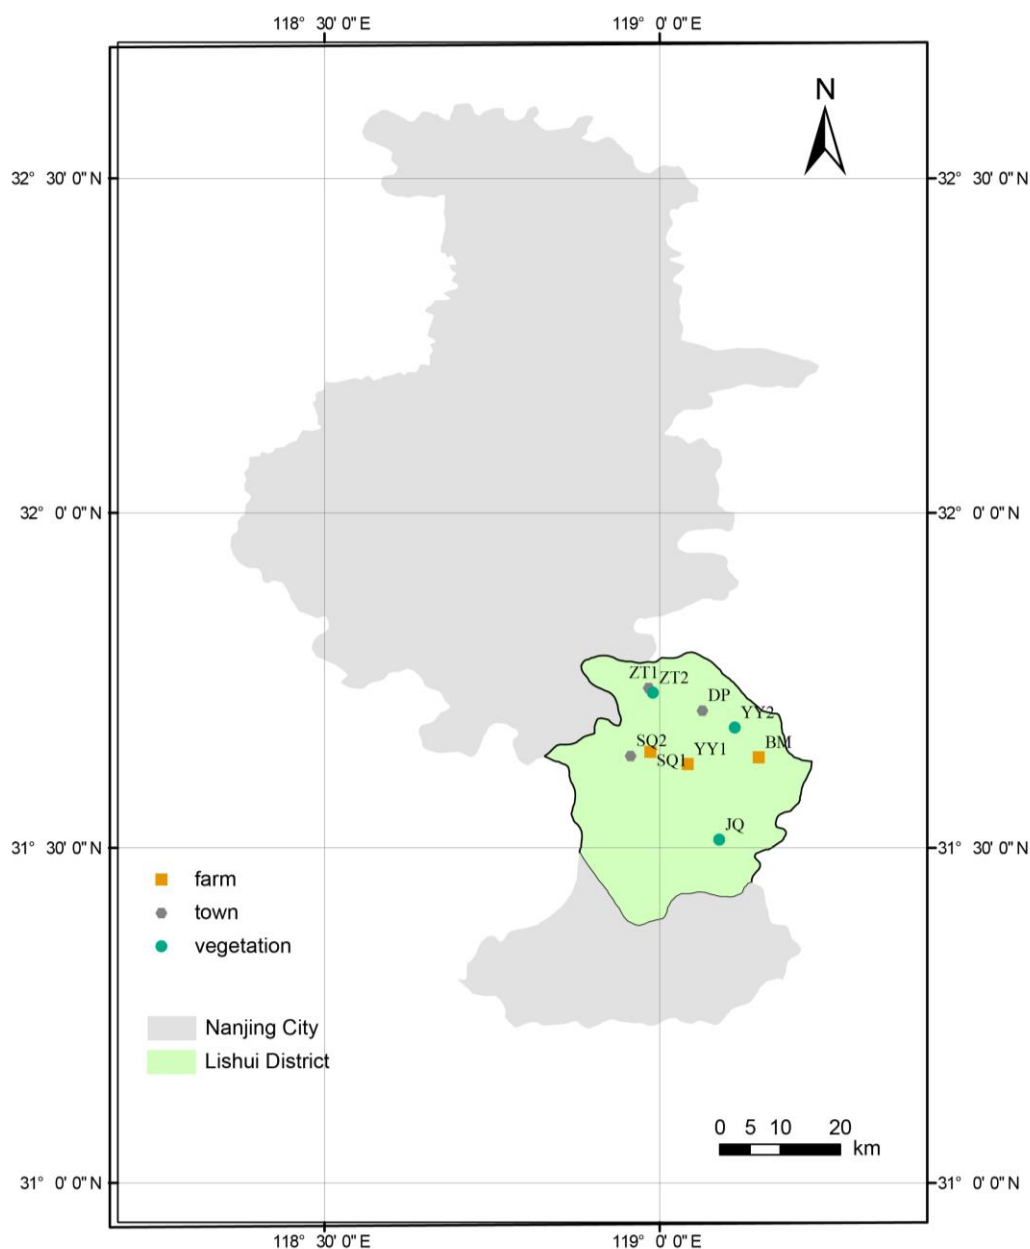 118° 30' 0"E 119° 0' 0"E
N
32° 30' 0"N 32° 30' 0"N
32° 0' 0"N 32° 0' 0"N
ZT1 ZT2
DP
YY2
SQ2 YY1 BM
SQ1
JQ
31° 30' 0"N 31° 30' 0"N
farm
town
vegetation
Nanjing City
Lishui District
0 5 10 20
km
31° 0' 0"N 31° 0' 0"N
118° 30' 0"E 119° 0' 0"E